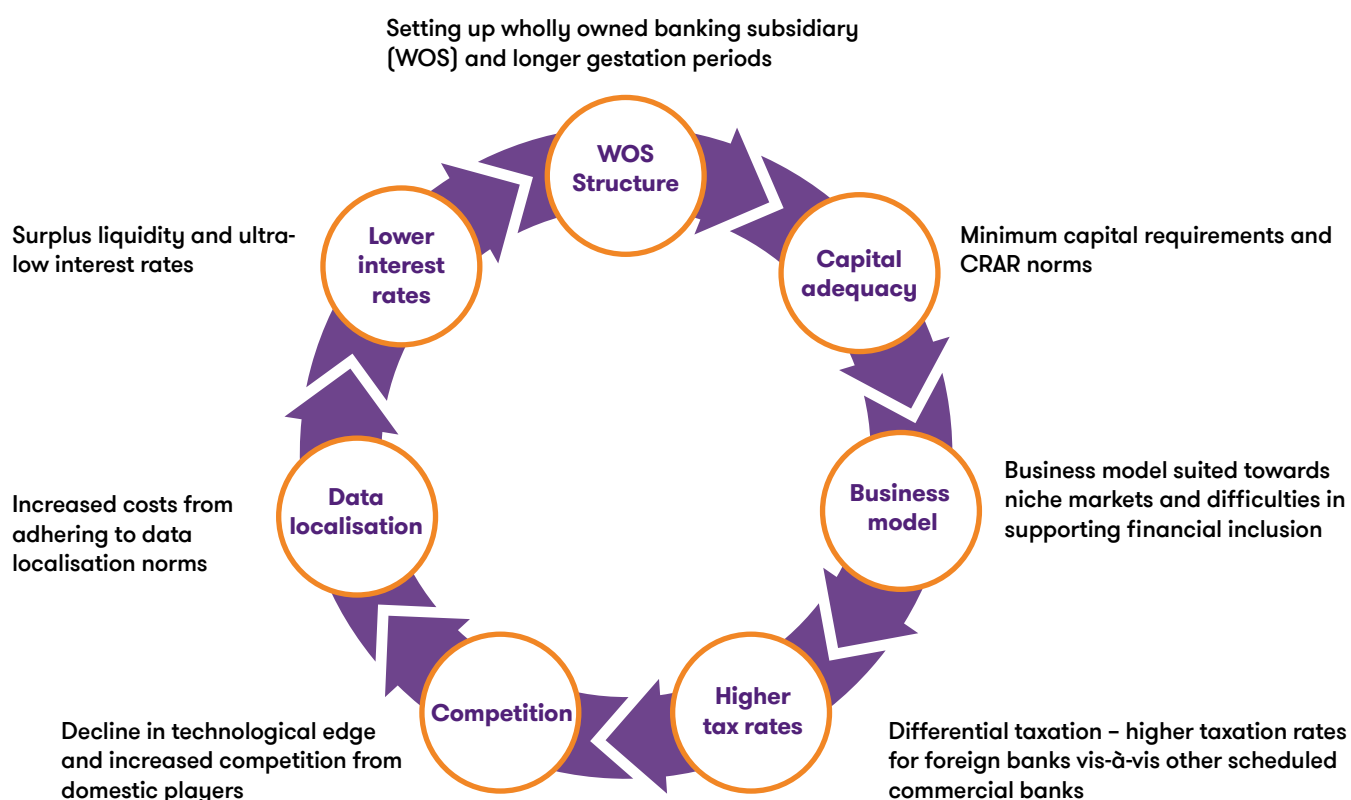 Setting up wholly owned banking subsidiary
(WOS) and longer gestation periods
WOS
Structure
Capital
adequacy
Minimum capital requirements and
CRAR norms
Business
model
Business model suited towards
niche markets and difficulties in
supporting financial inclusion
Higher
tax rates
Differential taxation – higher taxation rates
for foreign banks vis-à-vis other scheduled
commercial banks
Competition
Decline in technological edge
and increased competition from
domestic players
Data
localisation
Increased costs from
adhering to data
localisation norms
Lower
interest
rates
Surplus liquidity and ultra-
low interest rates